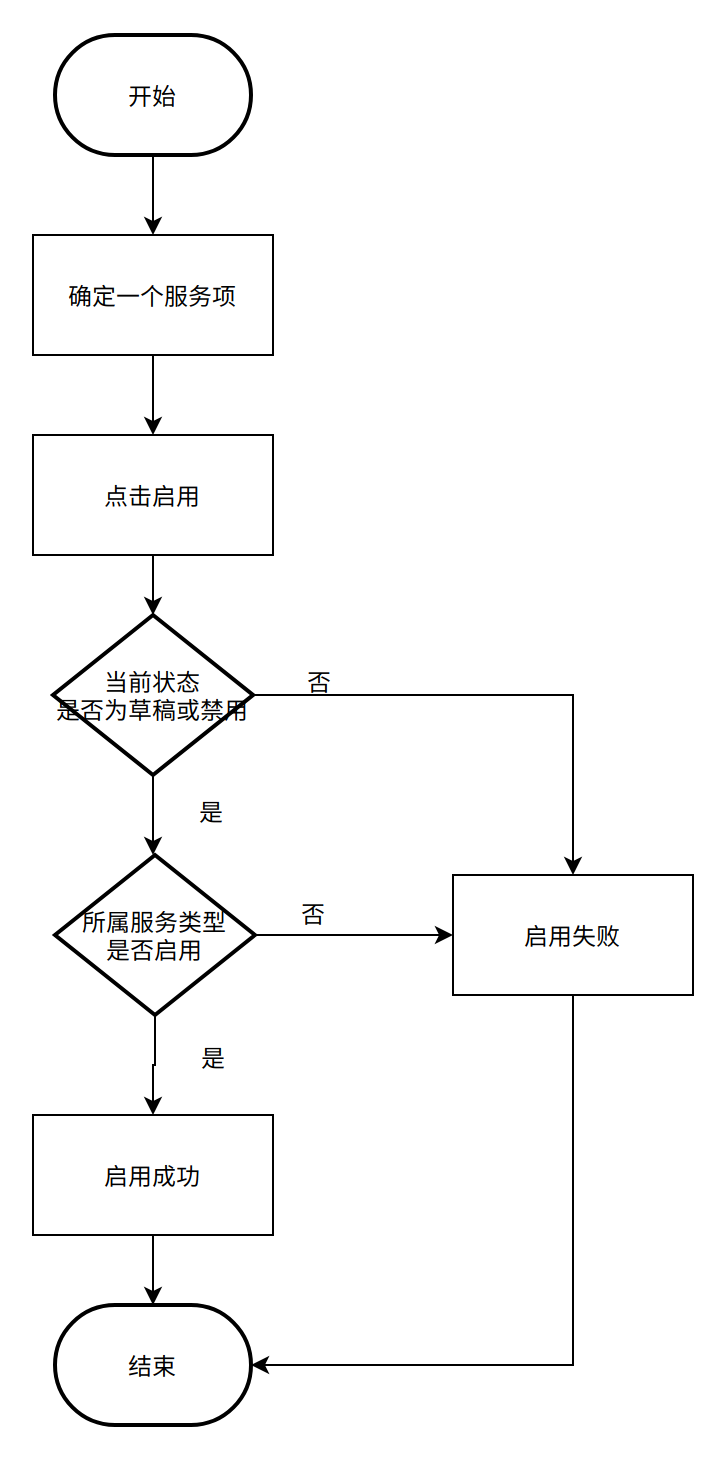 开始
确定一个服务项
点击启用
当前状态
是否为草稿或禁用
否
是
所属服务类型
是否启用
否
启用失败
是
启用成功
结束